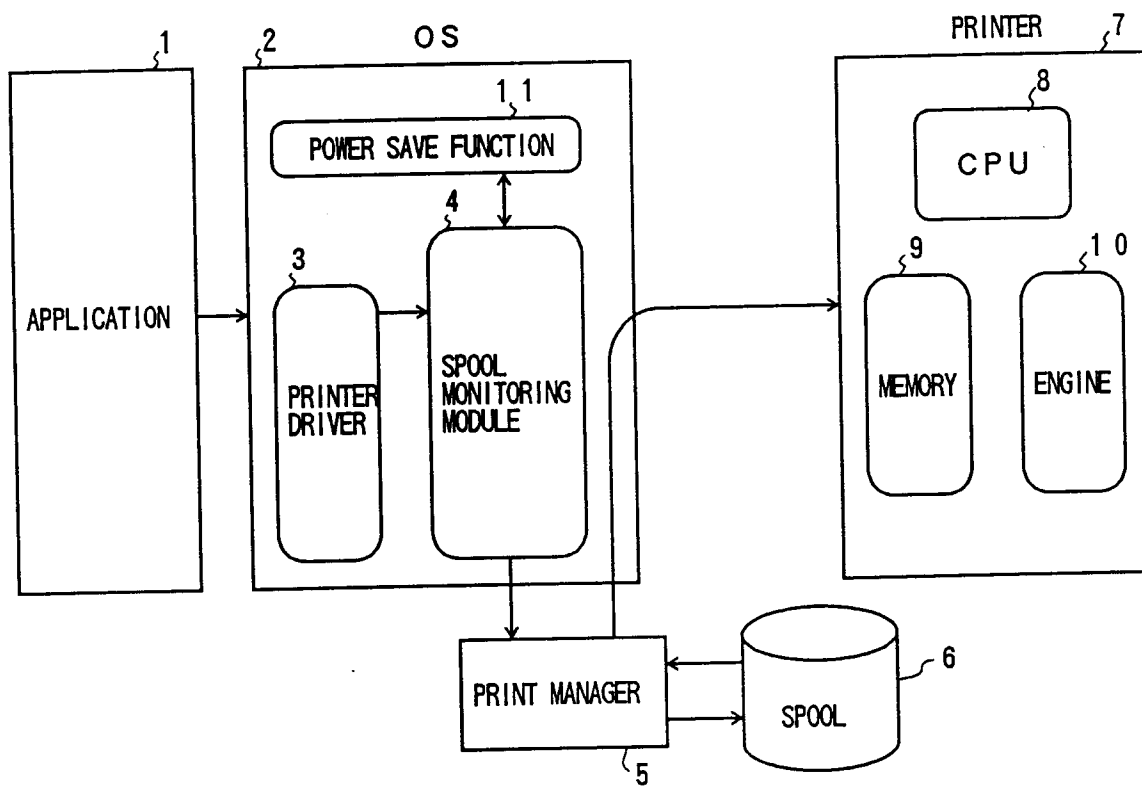 1
APPLICATION
2
OS
11
POWER SAVE FUNCTION
3
PRINTER
DRIVER
4
SPOOL
MONITORING
MODULE
PRINT MANAGER
5
SPOOL
6
PRINTER
7
8
CPU
9
MEMORY
10
ENGINE